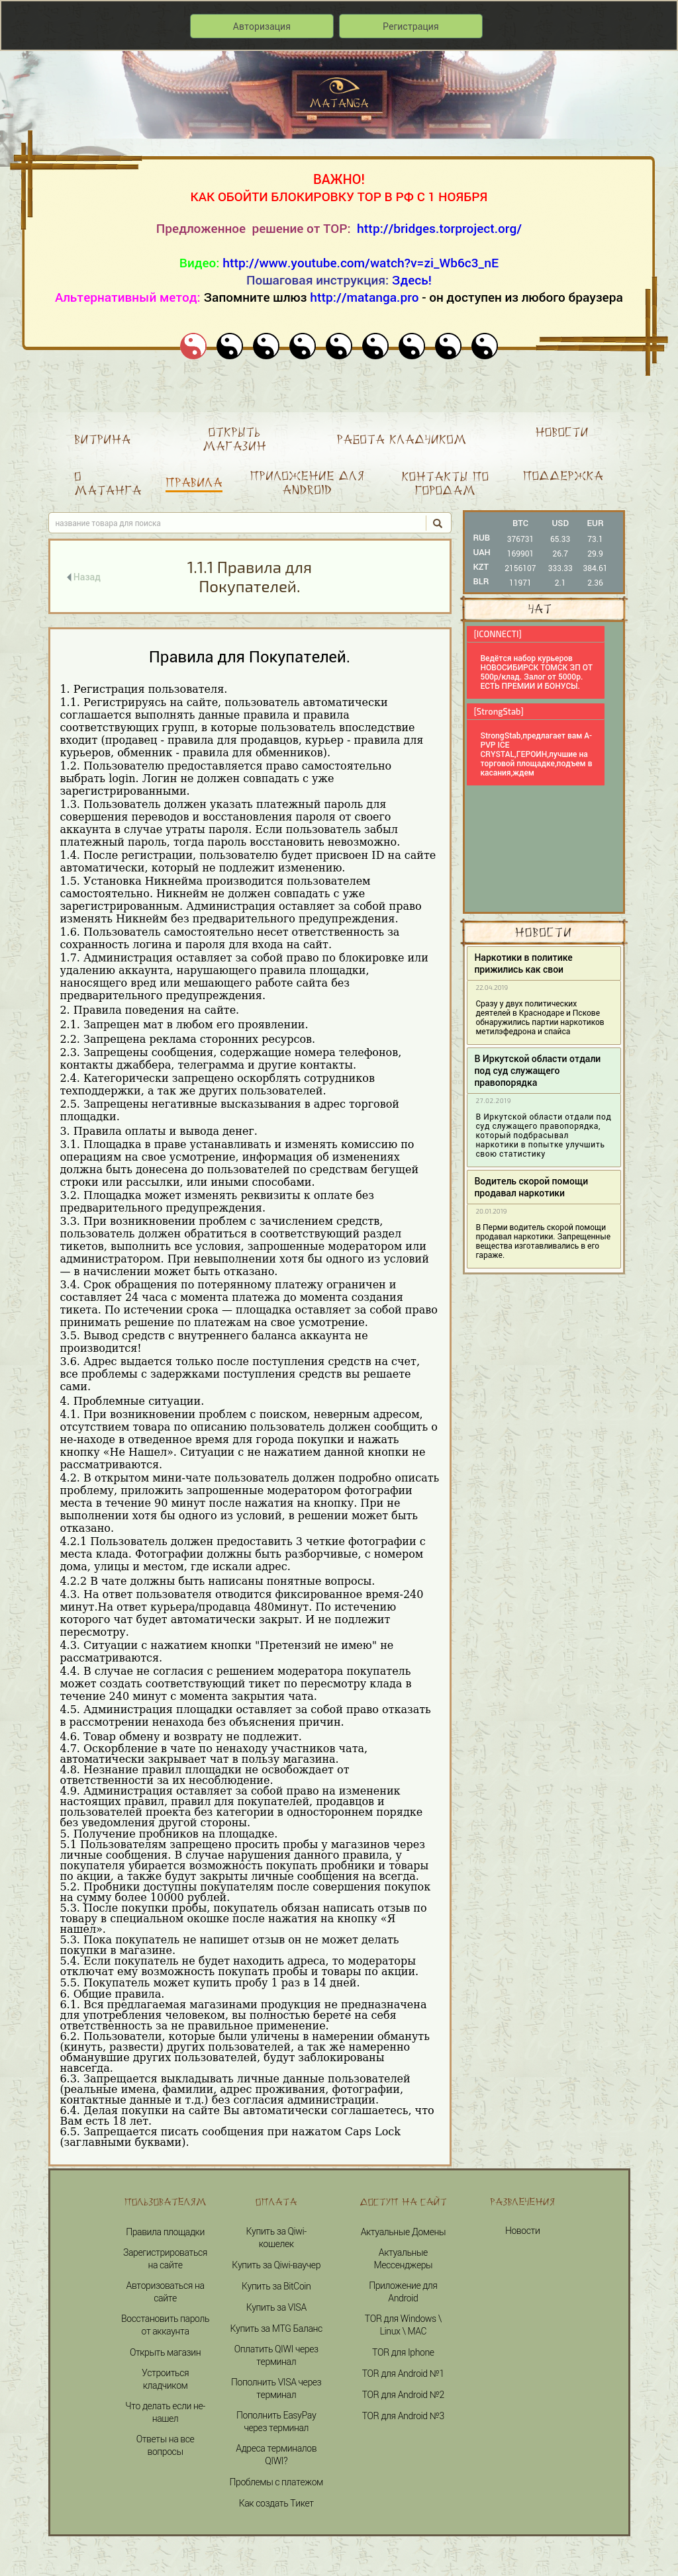 Авторизация
Регистрация
MATANGA
ВАЖНО!
КАК ОБОЙТИ БЛОКИРОВКУ ТОР В РФ С 1 НОЯБРЯ
Предложенное решение от TOP: http://bridges.torproject.org/
Видео: http://www.youtube.com/watch?v=zi_Wb6c3_nE
Пошаговая инструкция: Здесь!
Альтернативный метод: Запомните шлюз http://matanga.pro - он доступен из любого браузера
ВИТРИНА
ОТКРЫТЬ
МАГАЗИН
РАБОТА КЛАДЧИКОМ
НОВОСТИ
О
МАТАНГА
ПРАВИЛА
ПРИЛОЖЕНИЕ ДЛЯ
ANDROID
КОНТАКТЫ ПО
ГОРОДАМ
ПОДДЕРЖКА
название товара для поиска
Назад
1.1.1 Правила для
Покупателей.
Правила для Покупателей.
1. Регистрация пользователя.
1.1. Регистрируясь на сайте, пользователь автоматически
соглашается выполнять данные правила и правила
соответствующих групп, в которые пользователь впоследствие
входит (продавец - правила для продавцов, курьер - правила для
курьеров, обменник - правила для обменников).
1.2. Пользователю предоставляется право самостоятельно
выбрать login. Логин не должен совпадать с уже
зарегистрированными.
1.3. Пользователь должен указать платежный пароль для
совершения переводов и восстановления пароля от своего
аккаунта в случае утраты пароля. Если пользователь забыл
платежный пароль, тогда пароль восстановить невозможно.
1.4. После регистрации, пользователю будет присвоен ID на сайте
автоматически, который не подлежит изменению.
1.5. Установка Никнейма производится пользователем
самостоятельно. Никнейм не должен совпадать с уже
зарегистрированным. Администрация оставляет за собой право
изменять Никнейм без предварительного предупреждения.
1.6. Пользователь самостоятельно несет ответственность за
сохранность логина и пароля для входа на сайт.
1.7. Администрация оставляет за собой право по блокировке или
удалению аккаунта, нарушающего правила площадки,
наносящего вред или мешающего работе сайта без
предварительного предупреждения.
2. Правила поведения на сайте.
2.1. Запрещен мат в любом его проявлении.
2.2. Запрещена реклама сторонних ресурсов.
2.3. Запрещены сообщения, содержащие номера телефонов,
контакты джаббера, телеграмма и другие контакты.
2.4. Категорически запрещено оскорблять сотрудников
техподдержки, а так же других пользователей.
2.5. Запрещены негативные высказывания в адрес торговой
площадки.
3. Правила оплаты и вывода денег.
3.1. Площадка в праве устанавливать и изменять комиссию по
операциям на свое усмотрение, информация об изменениях
должна быть донесена до пользователей по средствам бегущей
строки или рассылки, или иными способами.
3.2. Площадка может изменять реквизиты к оплате без
предварительного предупреждения.
3.3. При возникновении проблем с зачислением средств,
пользователь должен обратиться в соответствующий раздел
тикетов, выполнить все условия, запрошенные модератором или
администратором. При невыполнении хотя бы одного из условий
— в начислении может быть отказано.
3.4. Срок обращения по потерянному платежу ограничен и
составляет 24 часа с момента платежа до момента создания
тикета. По истечении срока — площадка оставляет за собой право
принимать решение по платежам на свое усмотрение.
3.5. Вывод средств с внутреннего баланса аккаунта не
производится!
3.6. Адрес выдается только после поступления средств на счет,
все проблемы с задержками поступления средств вы решаете
сами.
4. Проблемные ситуации.
4.1. При возникновении проблем с поиском, неверным адресом,
отсутствием товара по описанию пользователь должен сообщить о
не-находе в отведенное время для города покупки и нажать
кнопку «Не Нашел». Ситуации с не нажатием данной кнопки не
рассматриваются.
4.2. В открытом мини-чате пользователь должен подробно описать
проблему, приложить запрошенные модератором фотографии
места в течение 90 минут после нажатия на кнопку. При не
выполнении хотя бы одного из условий, в решении может быть
отказано.
4.2.1 Пользователь должен предоставить 3 четкие фотографии с
места клада. Фотографии должны быть разборчивые, с номером
дома, улицы и местом, где искали адрес.
4.2.2 В чате должны быть написаны понятные вопросы.
4.3. На ответ пользователя отводится фиксированное время-240
минут.На ответ курьера/продавца 480минут. По истечению
которого чат будет автоматически закрыт. И не подлежит
пересмотру.
4.3. Ситуации с нажатием кнопки "Претензий не имею" не
рассматриваются.
4.4. В случае не согласия с решением модератора покупатель
может создать соответствующий тикет по пересмотру клада в
течение 240 минут с момента закрытия чата.
4.5. Администрация площадки оставляет за собой право отказать
в рассмотрении ненахода без объяснения причин.
4.6. Товар обмену и возврату не подлежит.
4.7. Оскорбление в чате по ненаходу участников чата,
автоматически закрывает чат в пользу магазина.
4.8. Незнание правил площадки не освобождает от
ответственности за их несоблюдение.
4.9. Администрация оставляет за собой право на измененик
настоящих правил, правил для покупателей, продавцов и
пользователей проекта без категории в одностороннем порядке
без уведомления другой стороны.
5. Получение пробников на площадке.
5.1 Пользователям запрещено просить пробы у магазинов через
личные сообщения. В случае нарушения данного правила, у
покупателя убирается возможность покупать пробники и товары
по акции, а также будут закрыты личные сообщения на всегда.
5.2. Пробники доступны покупателям после совершения покупок
на сумму более 10000 рублей.
5.3. После покупки пробы, покупатель обязан написать отзыв по
товару в специальном окошке после нажатия на кнопку «Я
нашел».
5.3. Пока покупатель не напишет отзыв он не может делать
покупки в магазине.
5.4. Если покупатель не будет находить адреса, то модераторы
отключат ему возможность покупать пробы и товары по акции.
5.5. Покупатель может купить пробу 1 раз в 14 дней.
6. Общие правила.
6.1. Вся предлагаемая магазинами продукция не предназначена
для употребления человеком, вы полностью берете на себя
ответственность за не правильное применение.
6.2. Пользователи, которые были уличены в намерении обмануть
(кинуть, развести) других пользователей, а так же намеренно
обманувшие других пользователей, будут заблокированы
навсегда.
6.3. Запрещается выкладывать личные данные пользователей
(реальные имена, фамилии, адрес проживания, фотографии,
контактные данные и т.д.) без согласия администрации.
6.4. Делая покупки на сайте Вы автоматически соглашаетесь, что
Вам есть 18 лет.
6.5. Запрещается писать сообщения при нажатом Caps Lock
(заглавными буквами).
BTC USD EUR
RUB 376731 65.33 73.1
UAH 169901 26.7 29.9
KZT 2156107 333.33 384.61
BLR 11971 2.1 2.36
ЧАТ
[!CONNECT!]
Ведётся набор курьеров
НОВОСИБИРСК ТОМСК ЗП ОТ
500р/клад. Залог от 5000р.
ЕСТЬ ПРЕМИИ И БОНУСЫ.
[StrongStab]
StrongStab,предлагает вам A-
PVP ICE
CRYSTAL,ГЕРОИН,лучшие на
торговой площадке,подъем в
касания,ждем
НОВОСТИ
Наркотики в политике
прижились как свои
22.04.2019
Сразу у двух политических
деятелей в Краснодаре и Пскове
обнаружились партии наркотиков
метилэфедрона и спайса
В Иркутской области отдали
под суд служащего
правопорядка
27.02.2019
В Иркутской области отдали под
суд служащего правопорядка,
который подбрасывал
наркотики в попытке улучшить
свою статистику
Водитель скорой помощи
продавал наркотики
20.01.2019
В Перми водитель скорой помощи
продавал наркотики. Запрещенные
вещества изготавливались в его
гараже.
ПОЛЬЗОВАТЕЛЯМ
Правила площадки
Зарегистрироваться
на сайте
Авторизоваться на
сайте
Восстановить пароль
от аккаунта
Открыть магазин
Устроиться
кладчиком
Что делать если не-
нашел
Ответы на все
вопросы
ОПЛАТА
Купить за Qiwi-
кошелек
Купить за Qiwi-ваучер
Купить за BitCoin
Купить за VISA
Купить за МТG Баланс
Оплатить QIWI через
терминал
Пополнить VISA через
терминал
Пополнить EasyPay
через терминал
Адреса терминалов
QIWI?
Проблемы с платежом
Как создать Тикет
ДОСТУП НА САЙТ
Актуальные Домены
Актуальные
Мессенджеры
Приложение для
Android
TOR для Windows \
Linux \ MAC
TOR для Iphone
TOR для Android №1
TOR для Android №2
TOR для Android №3
РАЗВЛЕЧЕНИЯ
Новости